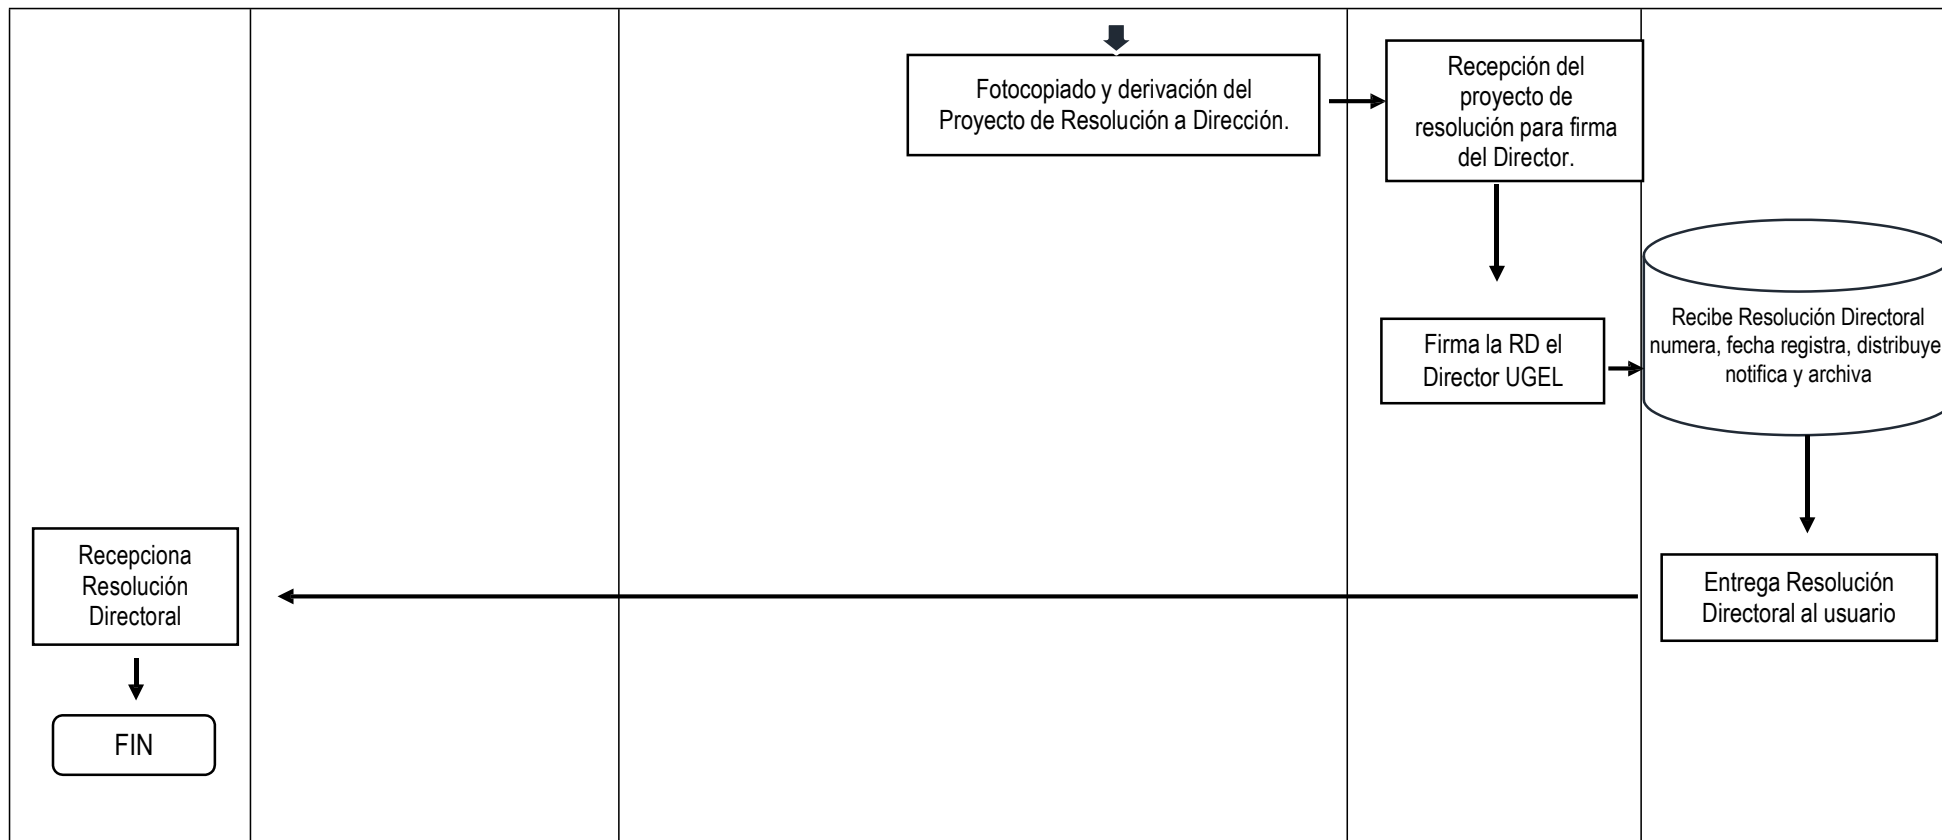 Fotocopiado y derivación del
Proyecto de Resolución a Dirección.
Recepción del
proyecto de
resolución para firma
del Director.
Firma la RD el
Director UGEL
Recibe Resolución Directoral
numera, fecha registra, distribuye
notifica y archiva
Entrega Resolución
Directoral al usuario
Recepciona
Resolución
Directoral
FIN